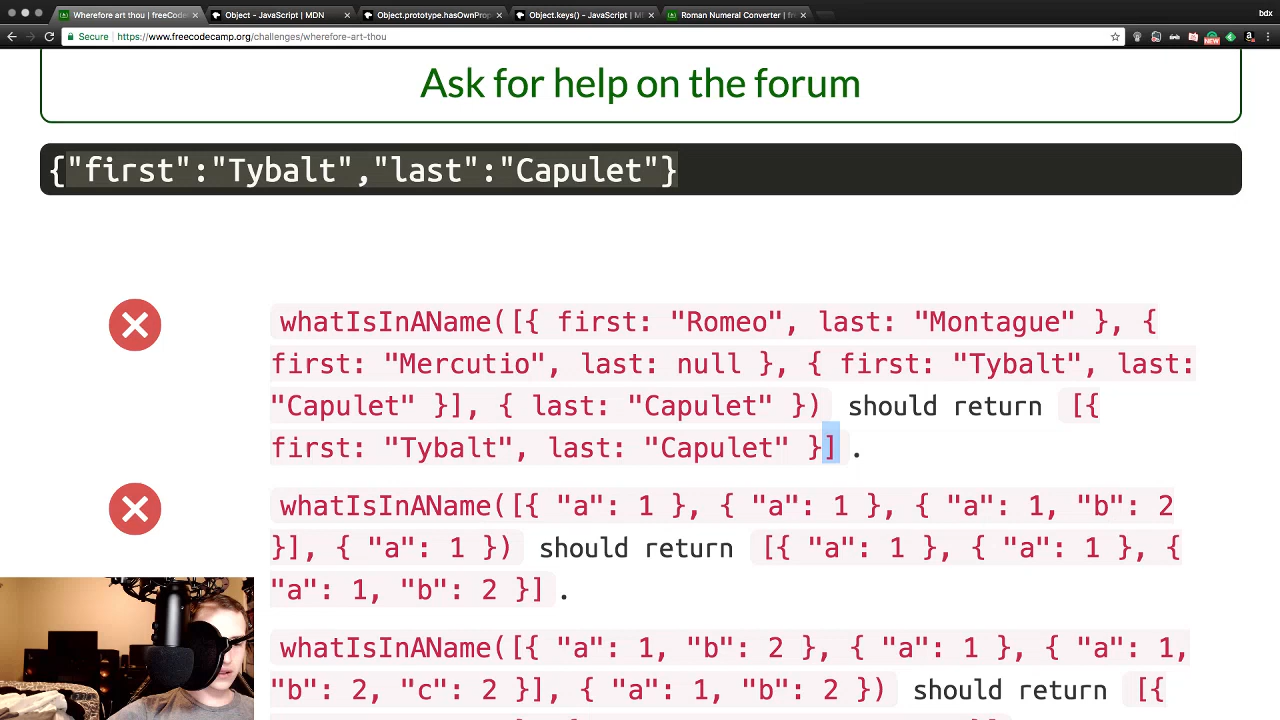 Wherefore art thou | freeCode
Object - JavaScript | MDN
Object.prototype.hasOwnProp
Object.keys() - JavaScript | M
Roman Numeral Converter | fre
bdx
Secure
https://www.freecodecamp.org/challenges/wherefore-art-thou
NEW
Ask for help on the forum
{"first":"Tybalt","last":"Capulet"}
whatIsInAName([{ first: "Romeo", last: "Montague" }, {
first: "Mercutio", last: null }, { first: "Tybalt", last:
"Capulet" }], { last: "Capulet" }) should return [{
first: "Tybalt", last: "Capulet" }] .
whatIsInAName([{ "a": 1 }, { "a": 1 }, { "a": 1, "b": 2
}], { "a": 1 }) should return [{ "a": 1 }, { "a": 1 }, {
"a": 1, "b": 2 }] .
whatIsInAName([{ "a": 1, "b": 2 }, { "a": 1 }, { "a": 1,
"b": 2, "c": 2 }], { "a": 1, "b": 2 }) should return [{